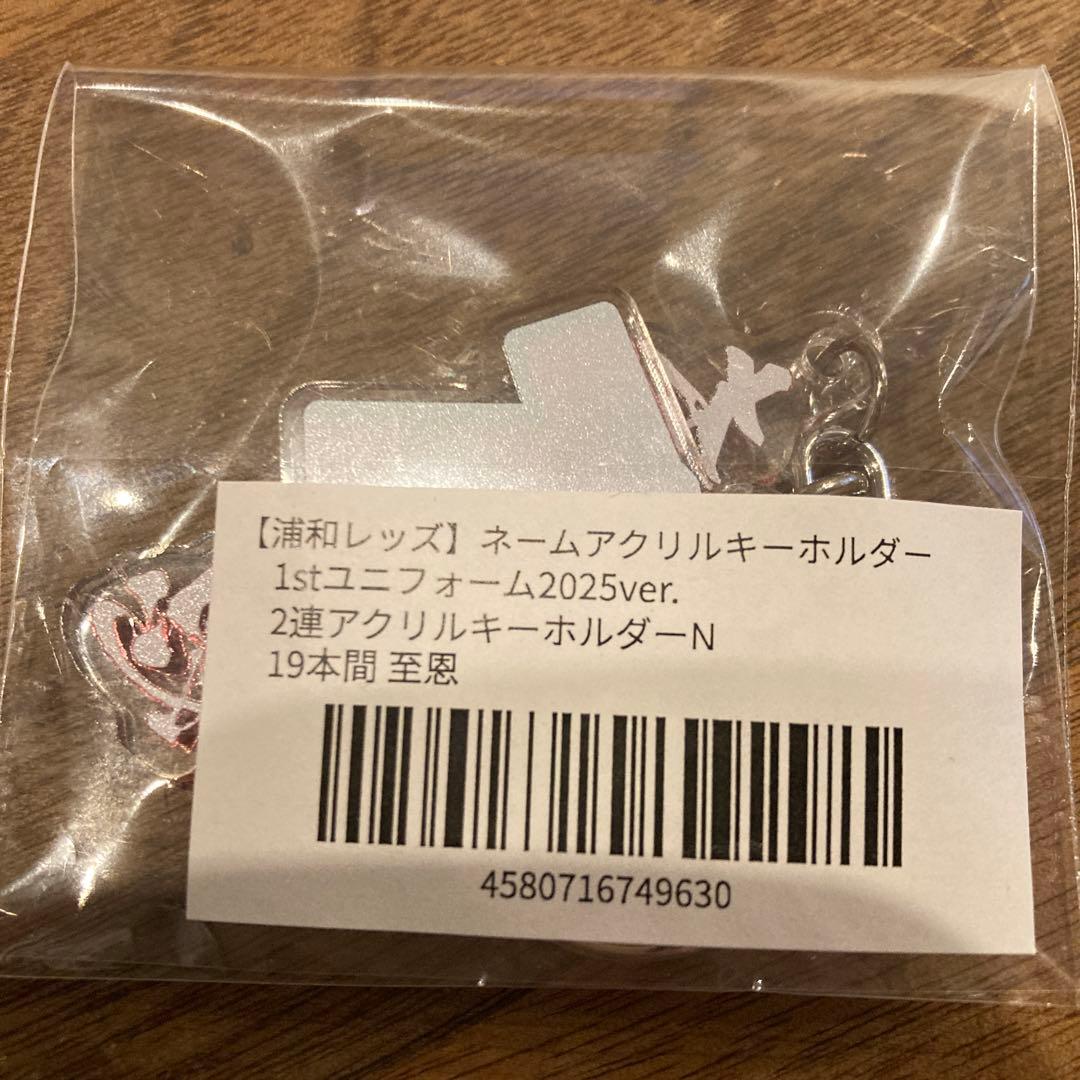 【浦和レッズ】ネームアクリルキーホルダー
1stユニフォーム2025ver.
2連アクリルキーホルダーN
19本間 至恩
4580716749630